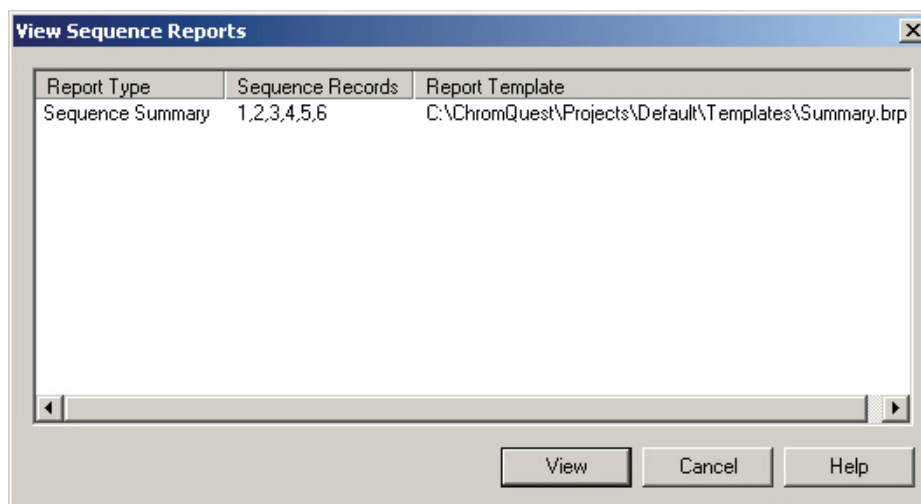 View Sequence Reports
Report Type Sequence Records Report Template
Sequence Summary 1,2,3,4,5,6 C:\ChromQuest\Projects\Default\Templates\Summary.brp
View Cancel Help